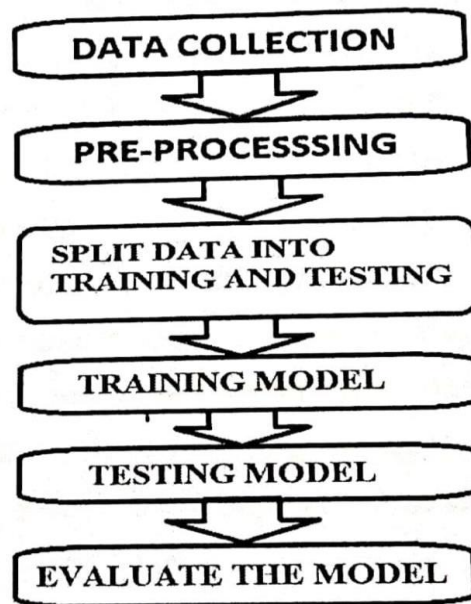 DATA COLLECTION
PRE-PROCESSSING
SPLIT DATA INTO
TRAINING AND TESTING
TRAINING MODEL
TESTING MODEL
EVALUATE THE MODEL